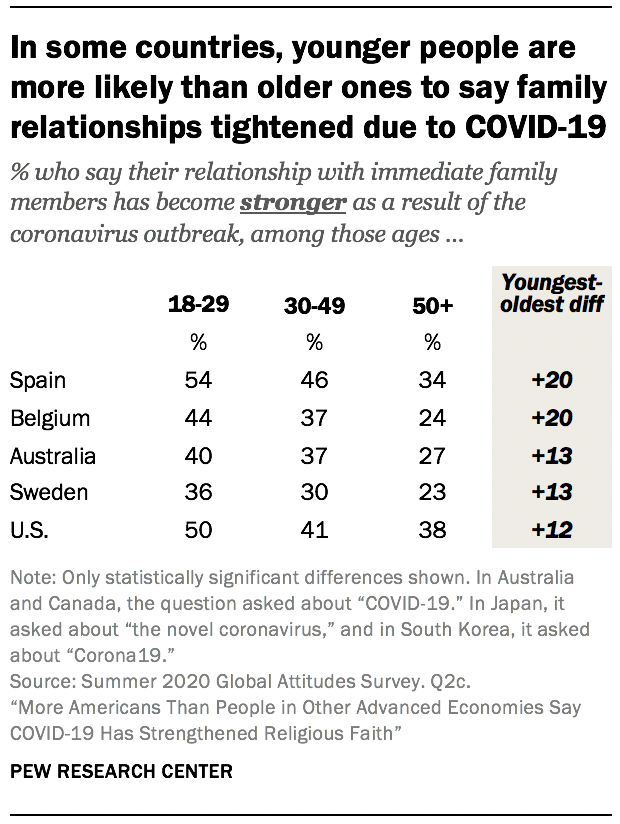 In some countries, younger people are
more likely than older ones to say family
relationships tightened due to COVID-19
% who say their relationship with immediate family
members has become stronger as a result of the
coronavirus outbreak, among those ages ...
18-29 30-49 50+ Youngest-
oldest diff
% % %
Spain 54 46 34 +20
Belgium 44 37 24 +20
Australia 40 37 27 +13
Sweden 36 30 23 +13
U.S. 50 41 38 +12
Note: Only statistically significant differences shown. In Australia
and Canada, the question asked about “COVID-19.” In Japan, it
asked about “the novel coronavirus,” and in South Korea, it asked
about “Corona19.”
Source: Summer 2020 Global Attitudes Survey. Q2c.
“More Americans Than People in Other Advanced Economies Say
COVID-19 Has Strengthened Religious Faith”
PEW RESEARCH CENTER